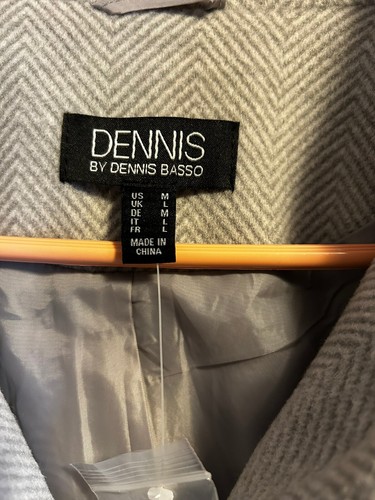 DENNIS
BY DENNIS BASSO
US M
UK L
DE M
IT L
FR L
MADE IN
CHINA